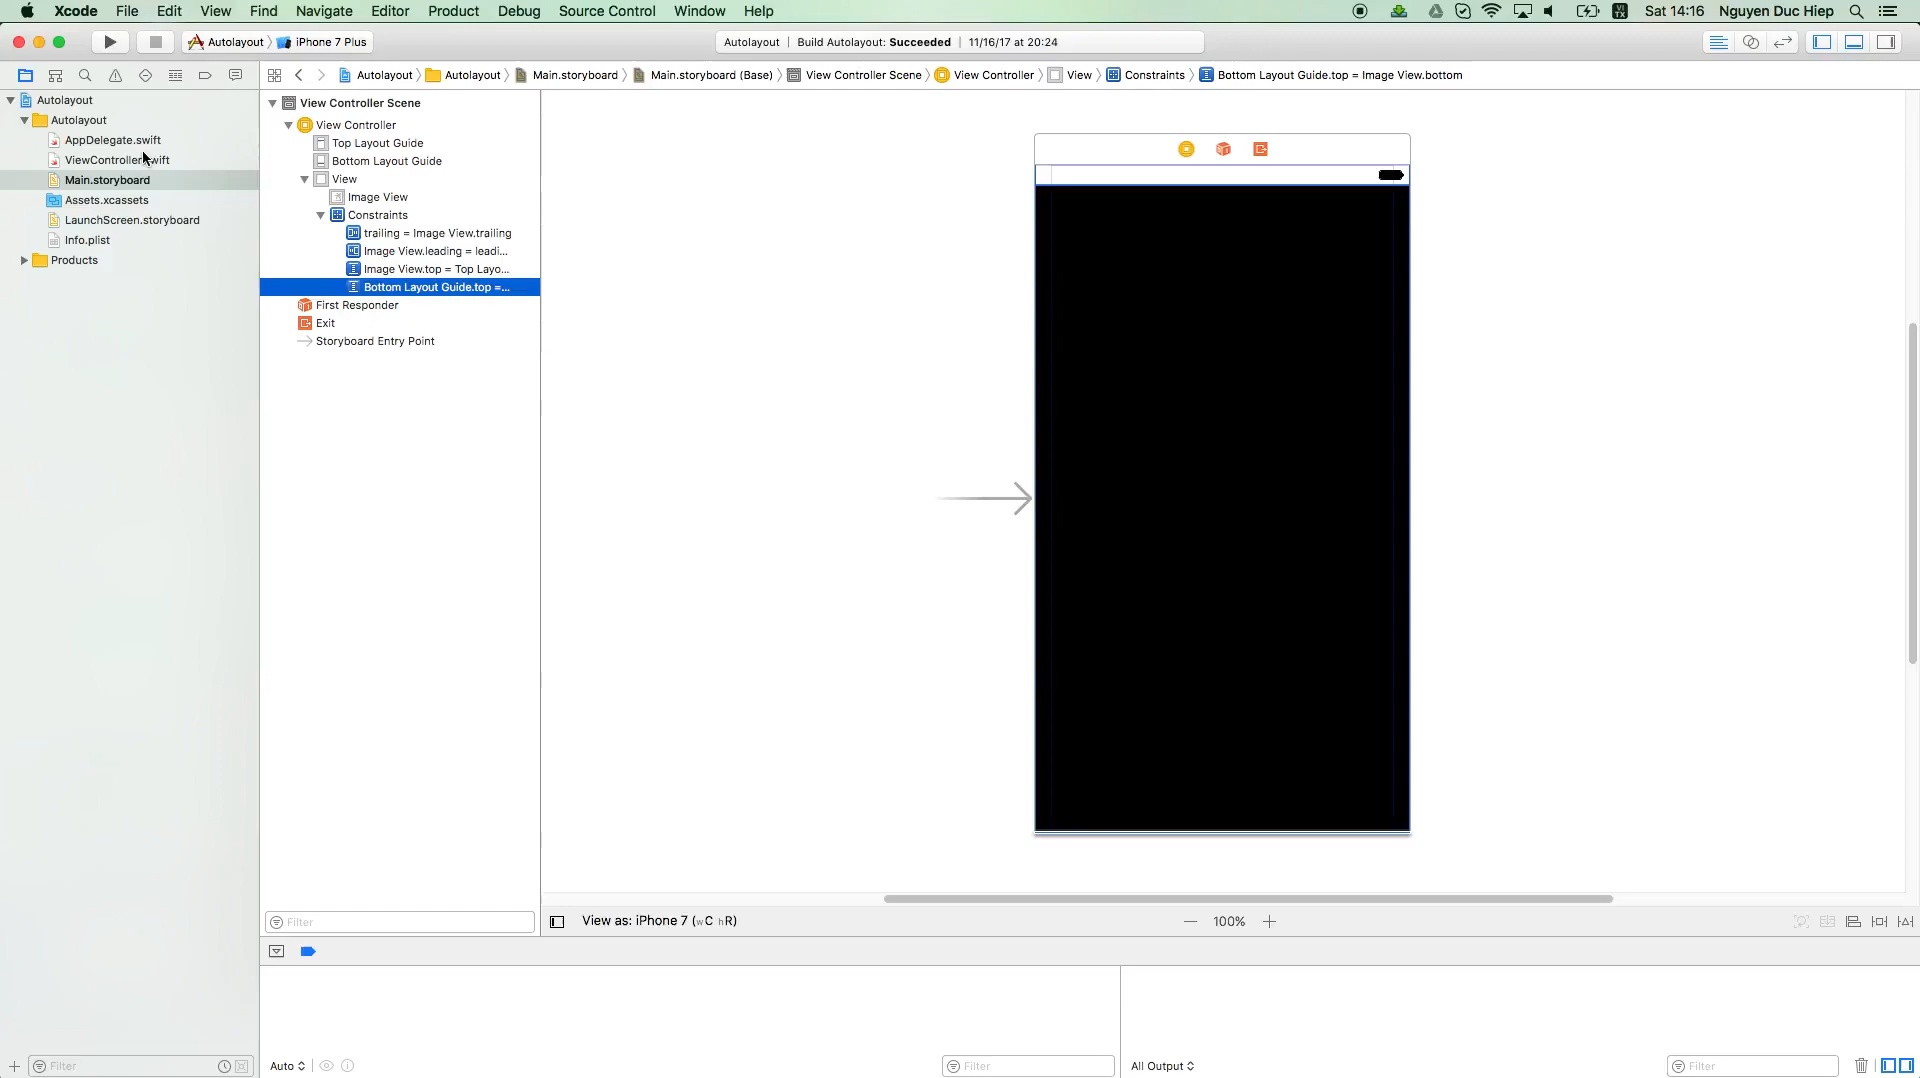 Xcode File Edit View Find Navigate Editor Product Debug Source Control Window Help VI TX Sat 14:16 Nguyen Duc Hiep
Autolayout iPhone 7 Plus Autolayout | Build Autolayout: Succeeded | 11/16/17 at 20:24
Autolayout Autolayout Main.storyboard Main.storyboard (Base) View Controller Scene View Controller View Constraints Bottom Layout Guide.top = Image View.bottom
Autolayout
Autolayout
AppDelegate.swift
ViewController.swift
Main.storyboard
Assets.xcassets
LaunchScreen.storyboard
Info.plist
Products
View Controller Scene
View Controller
Top Layout Guide
Bottom Layout Guide
View
Image View
Constraints
trailing = Image View.trailing
Image View.leading = leadi...
Image View.top = Top Layo...
Bottom Layout Guide.top =...
First Responder
Exit
Storyboard Entry Point
Filter
View as: iPhone 7 (wC hR)
100%
Filter
Auto
Filter
All Output
Filter